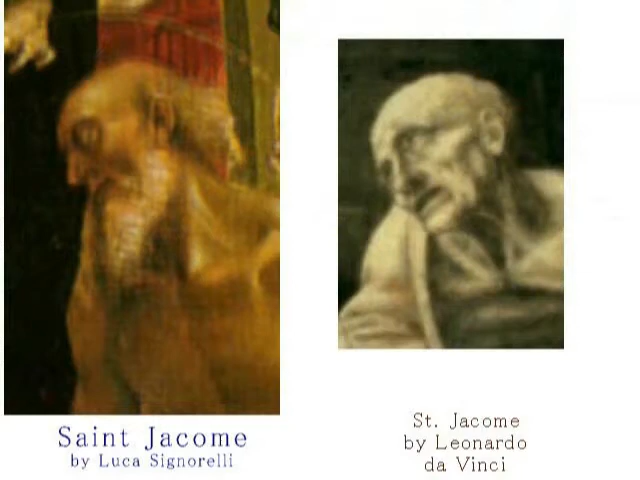 Saint Jacome
by Luca Signorelli
St. Jacome
by Leonardo
da Vinci